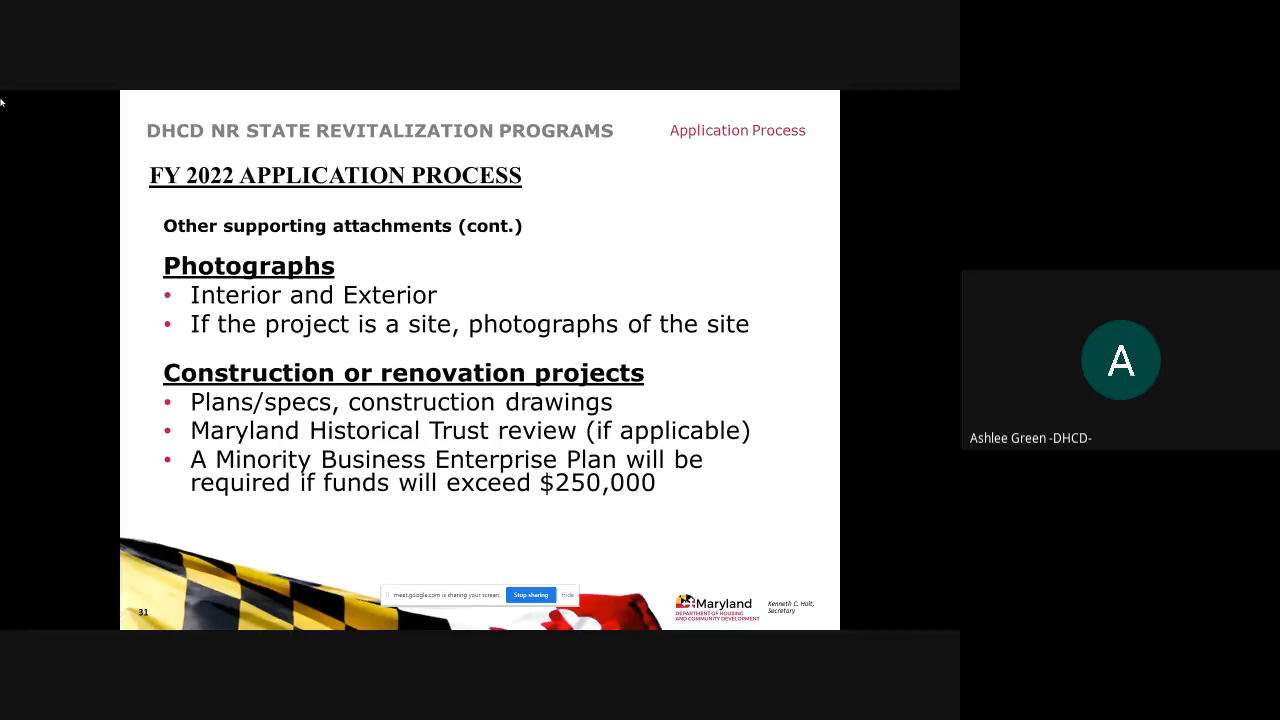 DHCD NR STATE REVITALIZATION PROGRAMS
Application Process
FY 2022 APPLICATION PROCESS
Other supporting attachments (cont.)
Photographs
• Interior and Exterior
• If the project is a site, photographs of the site
Construction or renovation projects
• Plans/specs, construction drawings
• Maryland Historical Trust review (if applicable)
• A Minority Business Enterprise Plan will be
required if funds will exceed $250,000
meet.google.com is sharing your screen.
Stop sharing
Hide
31
Maryland
DEPARTMENT OF HOUSING
AND COMMUNITY DEVELOPMENT
Kenneth C. Holt,
Secretary
A
Ashlee Green -DHCD-